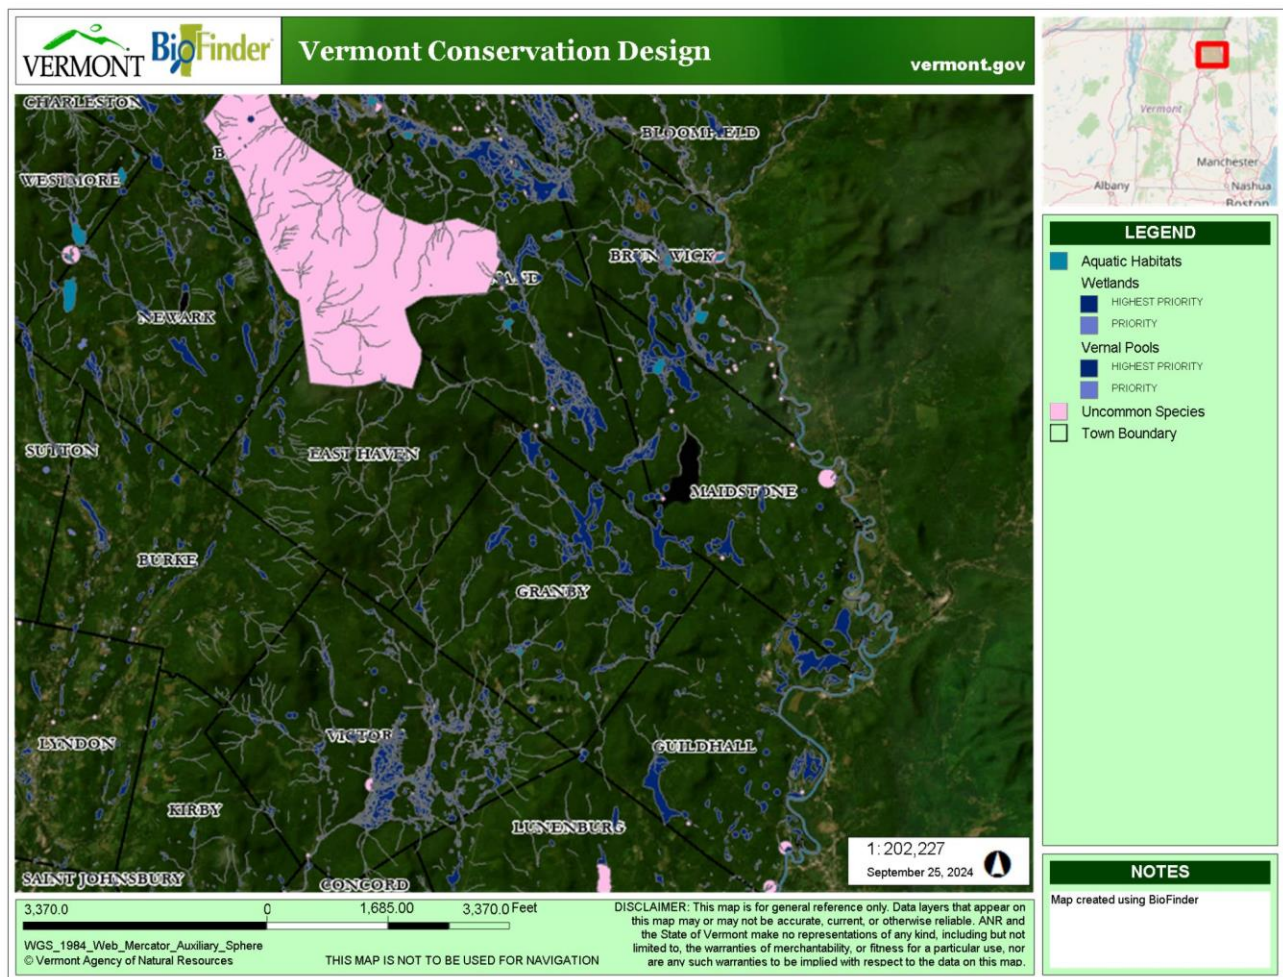 VERMONT BioFinder
Vermont Conservation Design
vermont.gov
CHARLESTON
BLOOMFIELD
WESTMORE
BRUNSWICK
NEWARK
SUTTON
EAST HAVEN
MAIDSTONE
BURKE
GRANBY
LYNDON
VICTORY
GUILDHALL
KIRBY
LUNENBURG
SAINT JOHNSBURY
CONCORD
1: 202,227
September 25, 2024
Vermont
Manchester
Albany
Nashua
Boston
LEGEND
Aquatic Habitats
Wetlands
HIGHEST PRIORITY
PRIORITY
Vernal Pools
HIGHEST PRIORITY
PRIORITY
Uncommon Species
Town Boundary
NOTES
Map created using BioFinder
3,370.0 0 1,685.00 3,370.0 Feet
WGS_1984_Web_Mercator_Auxiliary_Sphere
© Vermont Agency of Natural Resources
THIS MAP IS NOT TO BE USED FOR NAVIGATION
DISCLAIMER: This map is for general reference only. Data layers that appear on
this map may or may not be accurate, current, or otherwise reliable. ANR and
the State of Vermont make no representations of any kind, including but not
limited to, the warranties of merchantability, or fitness for a particular use, nor
are any such warranties to be implied with respect to the data on this map.